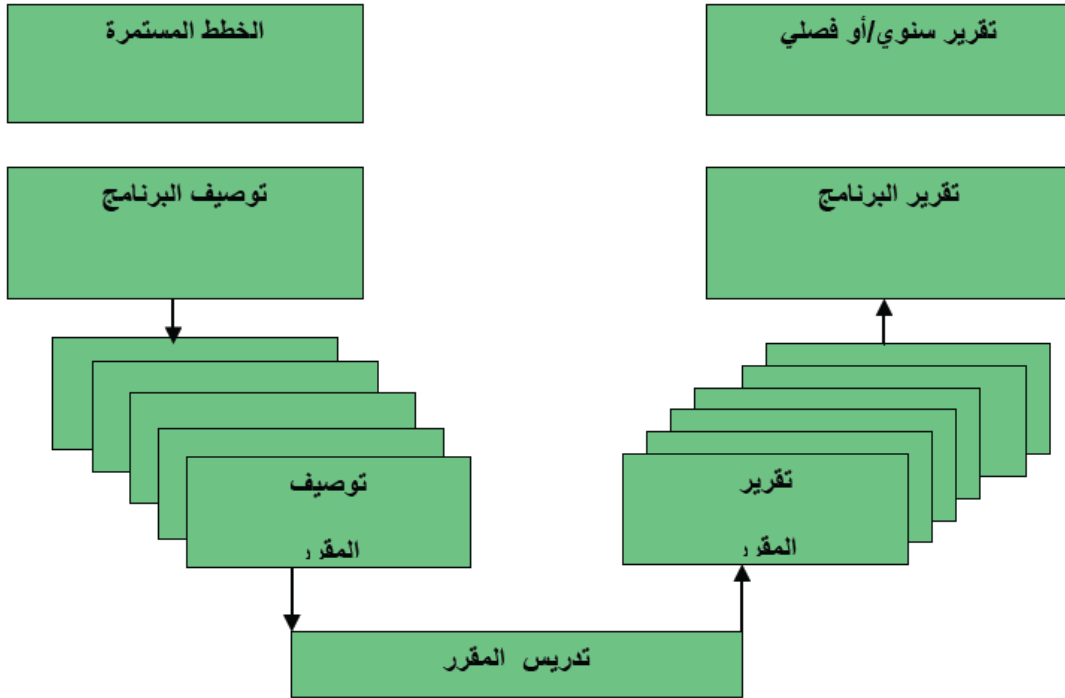 الخطط المستمرة
تقرير سنوي/أو فصلي
توصيف البرنامج
تقرير البرنامج
توصيف
المقرر
تقرير
المقرر
تدريس المقرر